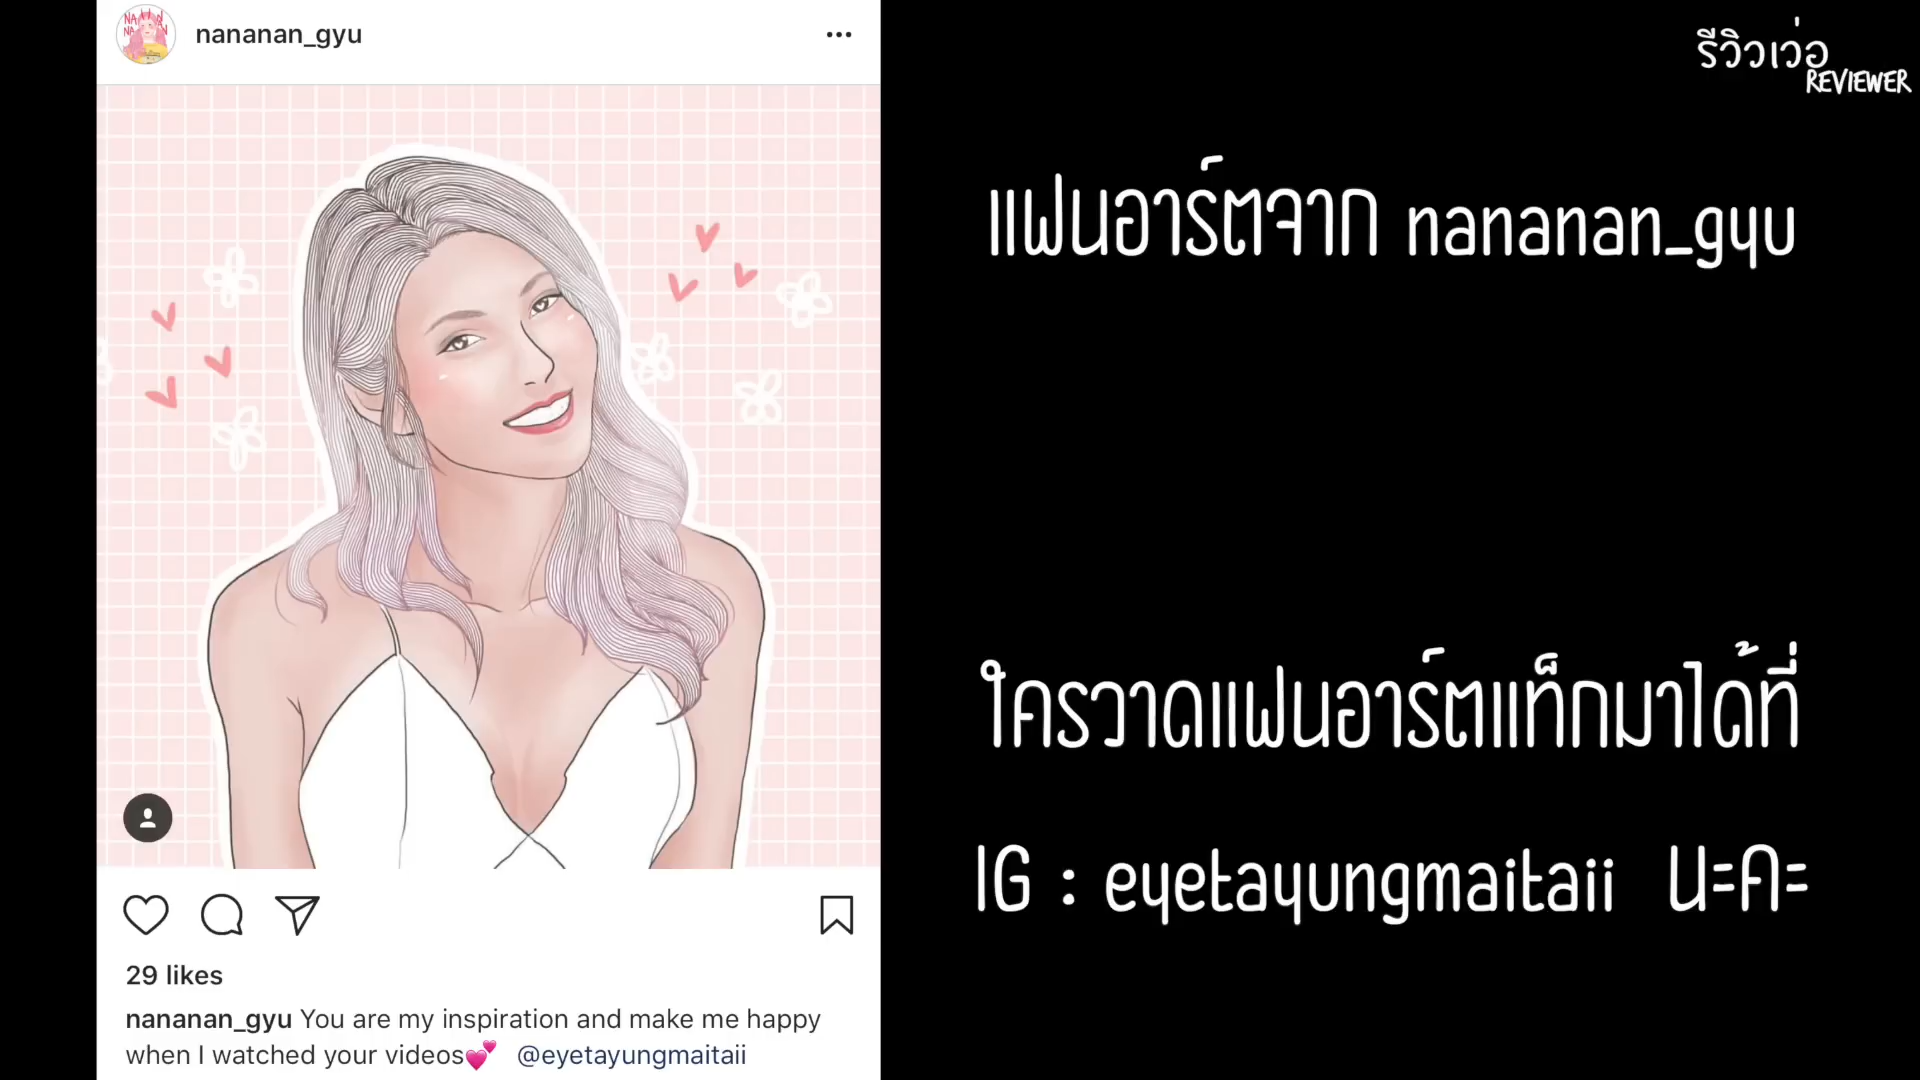 nananan_gyu
รีวิวเว่อ
REVIEWER
แฟนอาร์ตจาก nananan_gyu
ใครวาดแฟนอาร์ตแท็กมาได้ที่
IG : eyetayungmaitaii นะคะ
29 likes
nananan_gyu You are my inspiration and make me happy
when I watched your videos💕 @eyetayungmaitaii